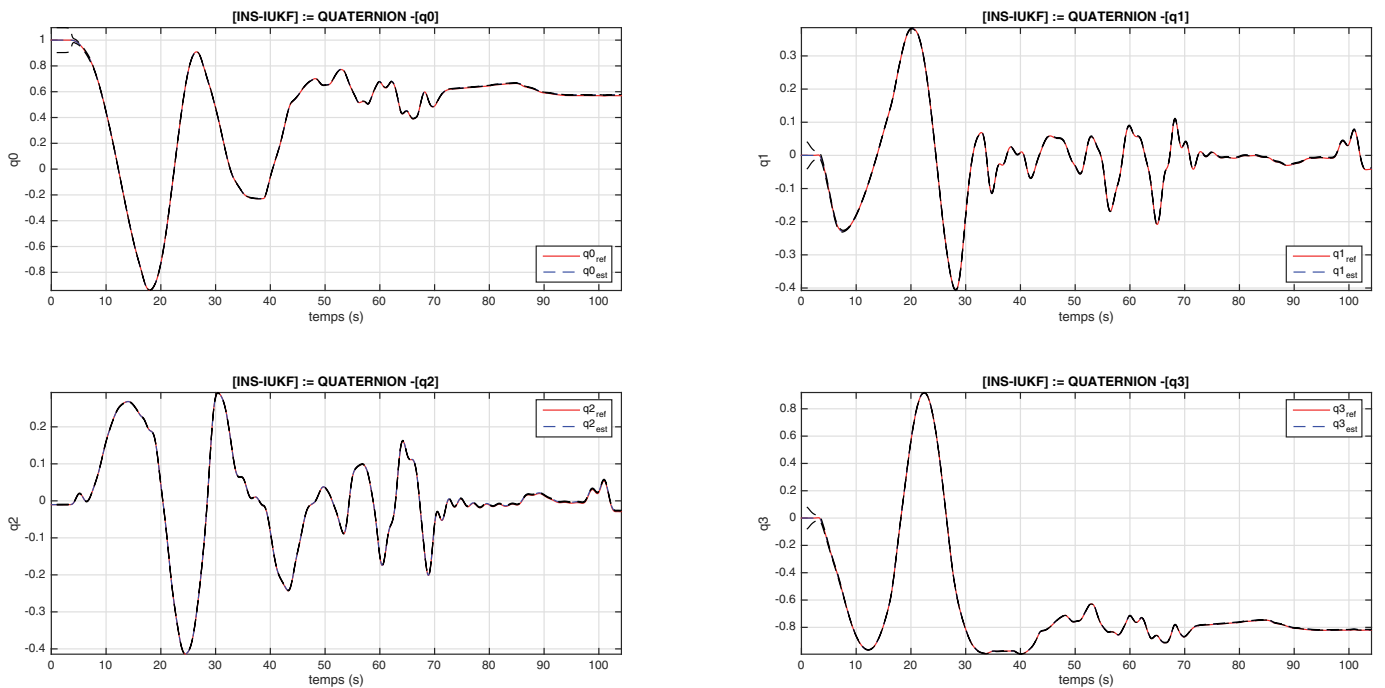 [INS-IUKF] := QUATERNION -[q0]
1
0.8
0.6
0.4
0.2
0
-0.2
-0.4
-0.6
-0.8
q0
q0ref
q0est
0 10 20 30 40 50 60 70 80 90 100
temps (s)
[INS-IUKF] := QUATERNION -[q1]
0.3
0.2
0.1
0
-0.1
-0.2
-0.3
-0.4
q1
q1ref
q1est
0 10 20 30 40 50 60 70 80 90 100
temps (s)
[INS-IUKF] := QUATERNION -[q2]
q2ref
q2est
0.2
0.1
0
-0.1
-0.2
-0.3
-0.4
q2
0 10 20 30 40 50 60 70 80 90 100
temps (s)
[INS-IUKF] := QUATERNION -[q3]
q3ref
q3est
0.8
0.6
0.4
0.2
0
-0.2
-0.4
-0.6
-0.8
q3
0 10 20 30 40 50 60 70 80 90 100
temps (s)